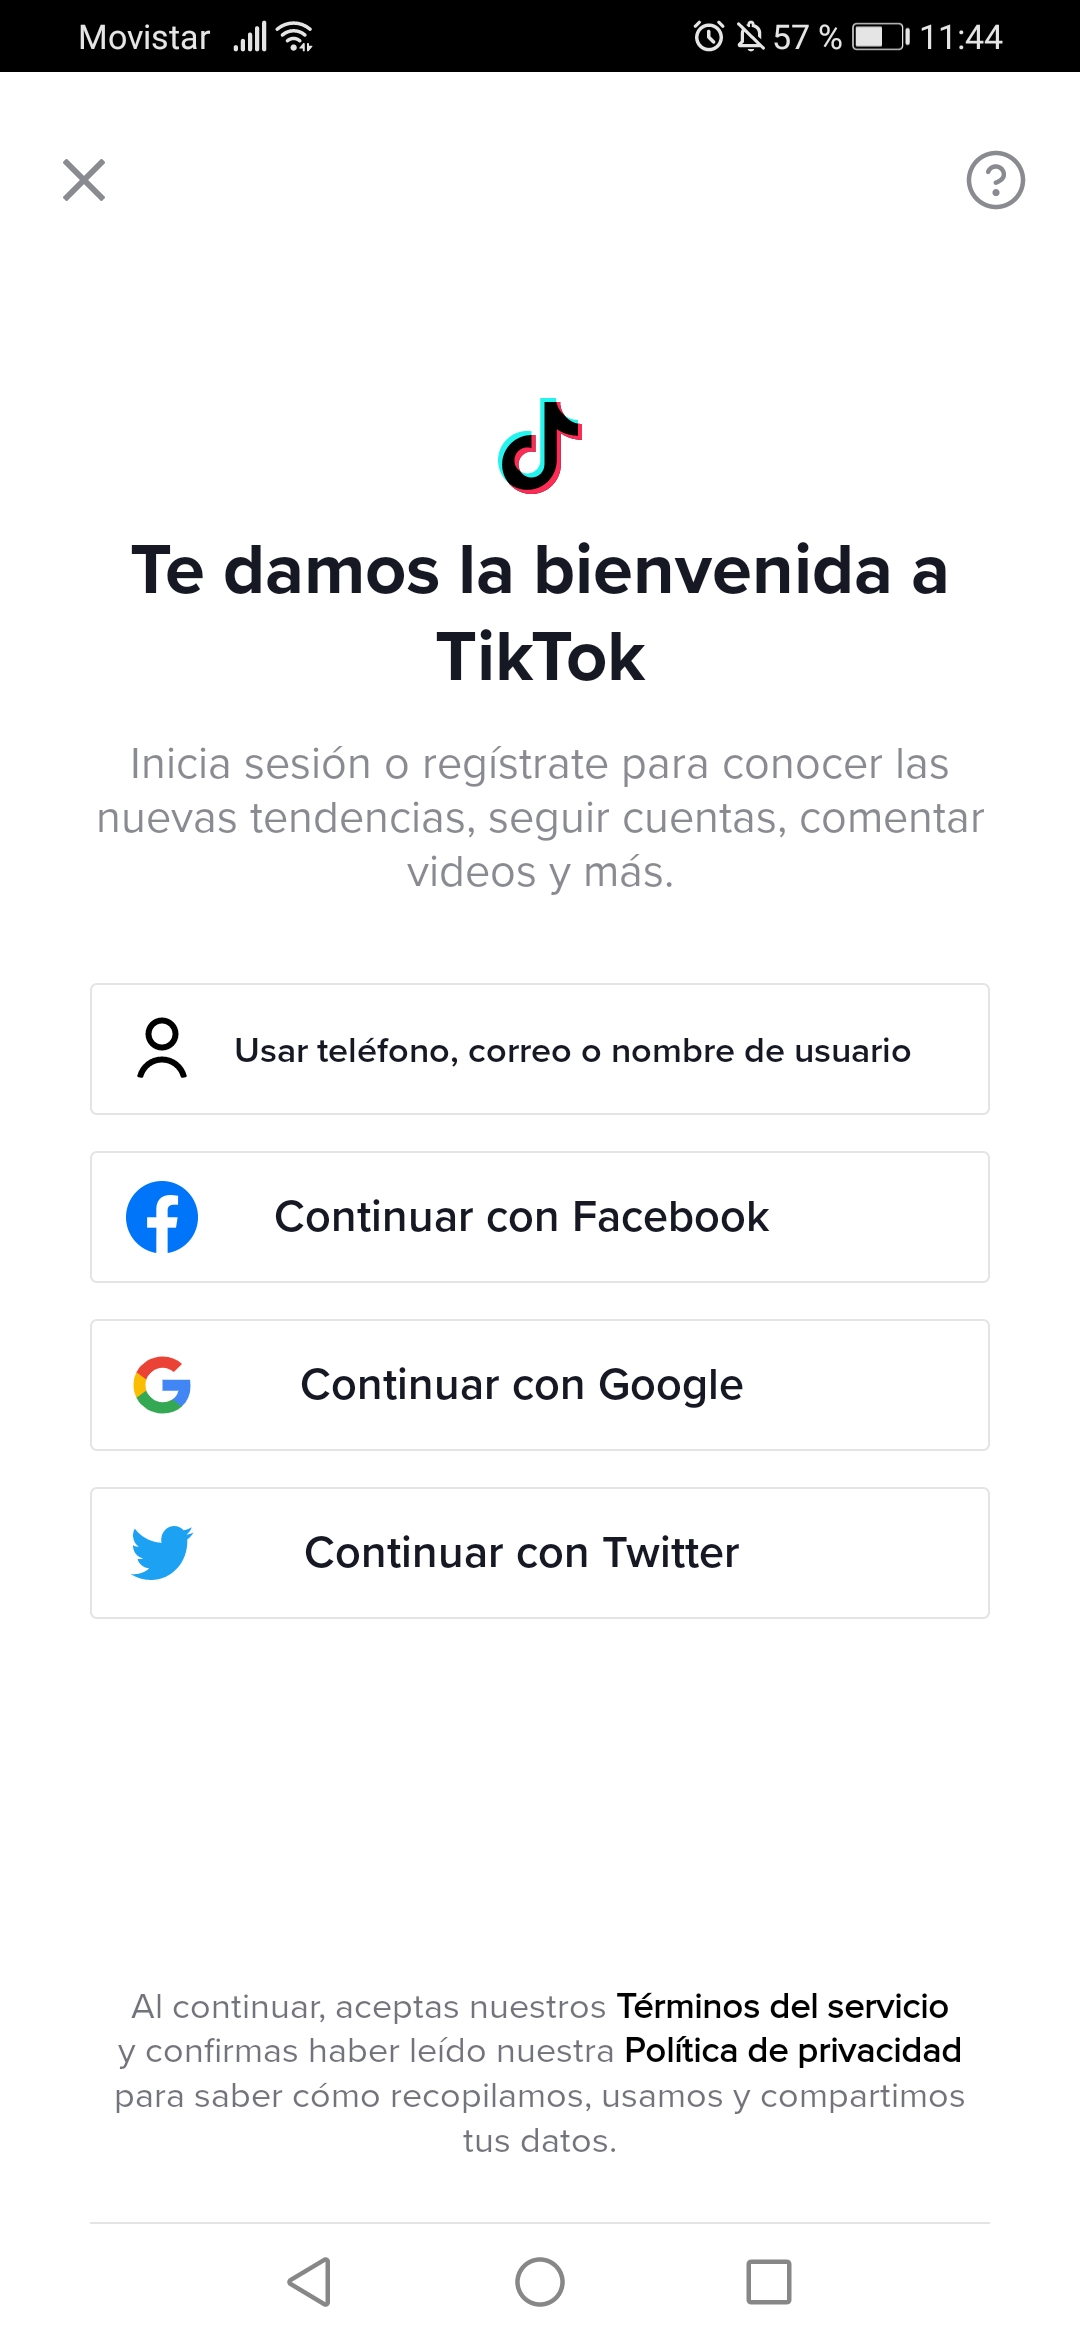 Movistar 57 % 11:44
Te damos la bienvenida a
TikTok
Inicia sesión o regístrate para conocer las
nuevas tendencias, seguir cuentas, comentar
videos y más.
Usar teléfono, correo o nombre de usuario
Continuar con Facebook
Continuar con Google
Continuar con Twitter
Al continuar, aceptas nuestros Términos del servicio
y confirmas haber leído nuestra Política de privacidad
para saber cómo recopilamos, usamos y compartimos
tus datos.